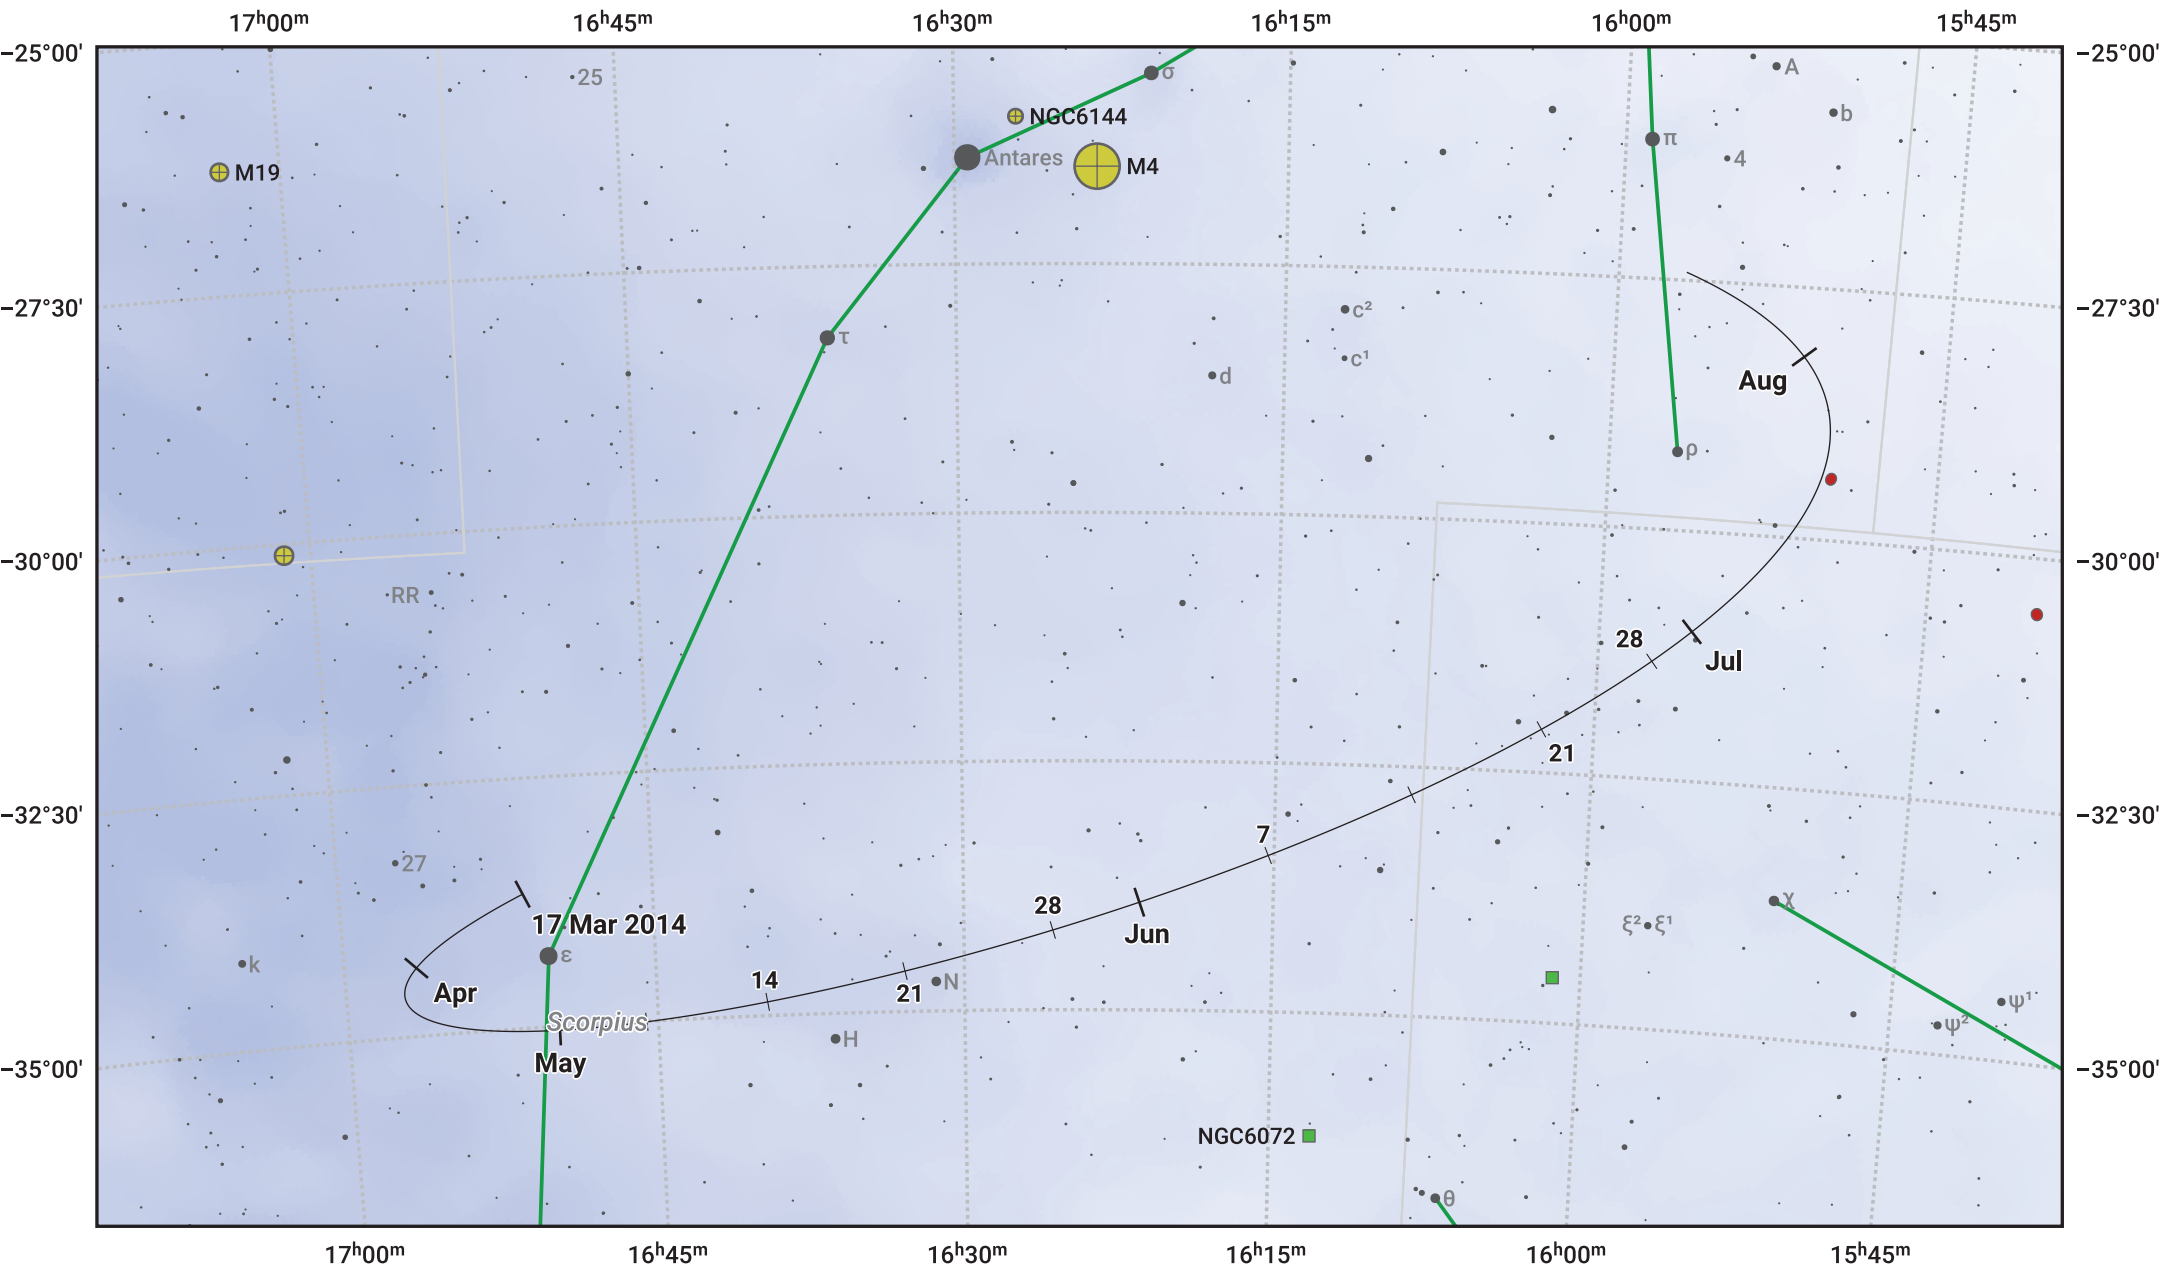 17ʰ00ᵐ 16ʰ45ᵐ 16ʰ30ᵐ 16ʰ15ᵐ 16ʰ00ᵐ 15ʰ45ᵐ
−25°00' −25°00'
25 σ A
NGC6144 b
π
Antares M4 4
M19
−27°30' −27°30'
c²
τ
c¹
d
Aug
ρ
−30°00' −30°00'
RR
28
Jul
21
−32°30' −32°30'
7
27
28 χ
17 Mar 2014 ξ² ξ¹
Jun
ε
k
14 N
Apr 21
ψ¹
Scorpius ψ²
H
May
−35°00' −35°00'
NGC6072
θ
17ʰ00ᵐ 16ʰ45ᵐ 16ʰ30ᵐ 16ʰ15ᵐ 16ʰ00ᵐ 15ʰ45ᵐ